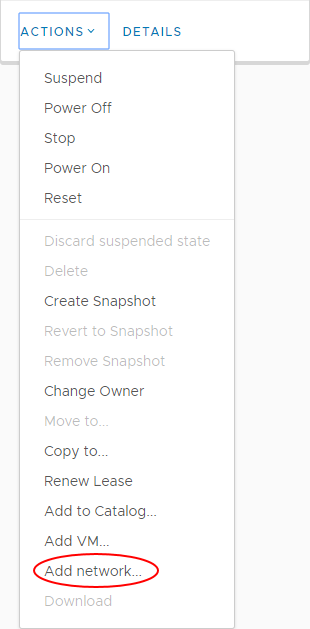 ACTIONS DETAILS
Suspend
Power Off
Stop
Power On
Reset
Discard suspended state
Delete
Create Snapshot
Revert to Snapshot
Remove Snapshot
Change Owner
Move to...
Copy to...
Renew Lease
Add to Catalog...
Add VM...
Add network...
Download